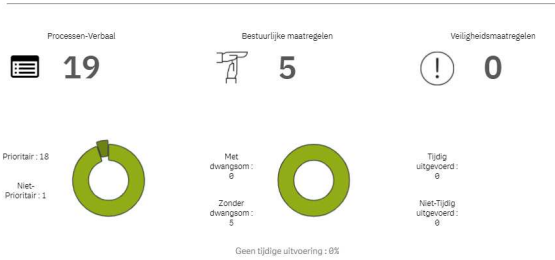 Processen-Verbaal
Bestuurlijke maatregelen
Veiligheidsmaatregelen
19
5
0
Prioritair : 18
Niet-
Prioritair : 1
Met
dwangsom :
0
Zonder
dwangsom :
5
Tijdig
uitgevoerd :
0
Niet-Tijdig
uitgevoerd :
0
Geen tijdige uitvoering : 0%